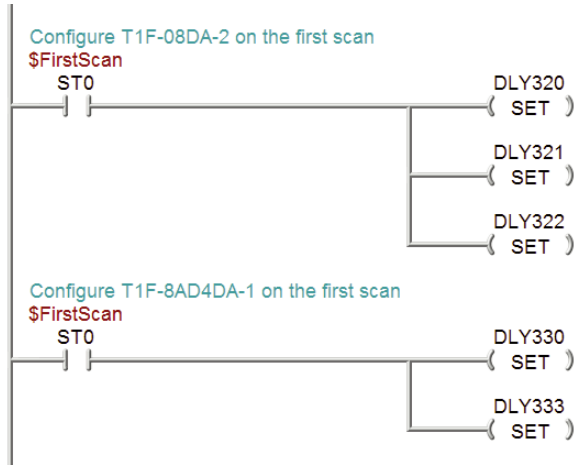 Configure T1F-08DA-2 on the first scan
$FirstScan
ST0
DLY320
SET
DLY321
SET
DLY322
SET
Configure T1F-8AD4DA-1 on the first scan
$FirstScan
ST0
DLY330
SET
DLY333
SET